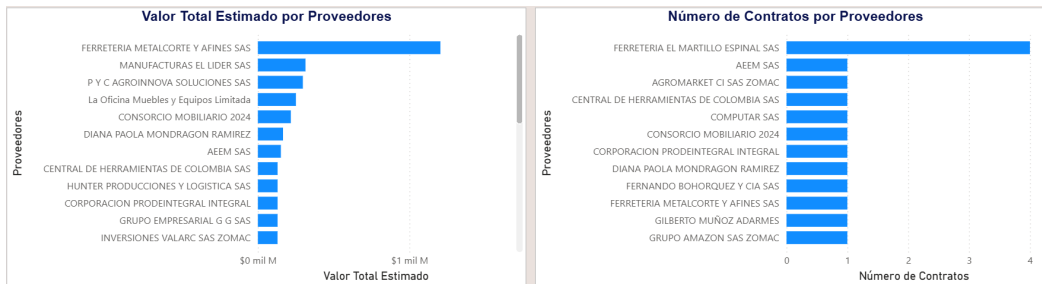 Valor Total Estimado por Proveedores
Proveedores
FERRETERIA METALCORTE Y AFINES SAS
MANUFACTURAS EL LIDER SAS
P Y C AGROINNOVA SOLUCIONES SAS
La Oficina Muebles y Equipos Limitada
CONSORCIO MOBILIARIO 2024
DIANA PAOLA MONDRAGON RAMIREZ
AEEM SAS
CENTRAL DE HERRAMIENTAS DE COLOMBIA SAS
HUNTER PRODUCCIONES Y LOGISTICA SAS
CORPORACION PRODEINTEGRAL INTEGRAL
GRUPO EMPRESARIAL G G SAS
INVERSIONES VALARC SAS ZOMAC
$0 mil M $1 mil M
Valor Total Estimado
Número de Contratos por Proveedores
Proveedores
FERRETERIA EL MARTILLO ESPINAL SAS
AEEM SAS
AGROMARKET CI SAS ZOMAC
CENTRAL DE HERRAMIENTAS DE COLOMBIA SAS
COMPUTAR SAS
CONSORCIO MOBILIARIO 2024
CORPORACION PRODEINTEGRAL INTEGRAL
DIANA PAOLA MONDRAGON RAMIREZ
FERNANDO BOHORQUEZ Y CIA SAS
FERRETERIA METALCORTE Y AFINES SAS
GILBERTO MUÑOZ ADARMES
GRUPO AMAZON SAS ZOMAC
0 1 2 3 4
Número de Contratos